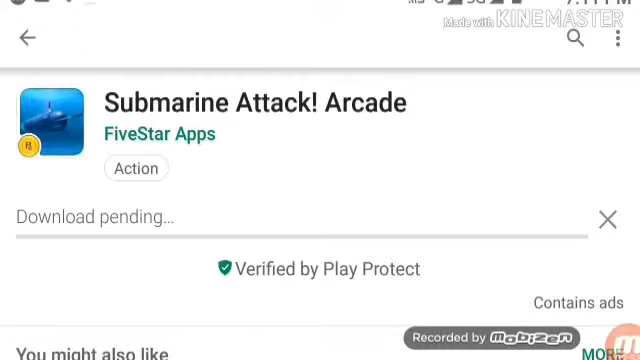 Made with KINEMASTER
Submarine Attack! Arcade
FiveStar Apps
Action
Download pending...
Verified by Play Protect
Contains ads
Recorded by mobizen
You might also like
MORE